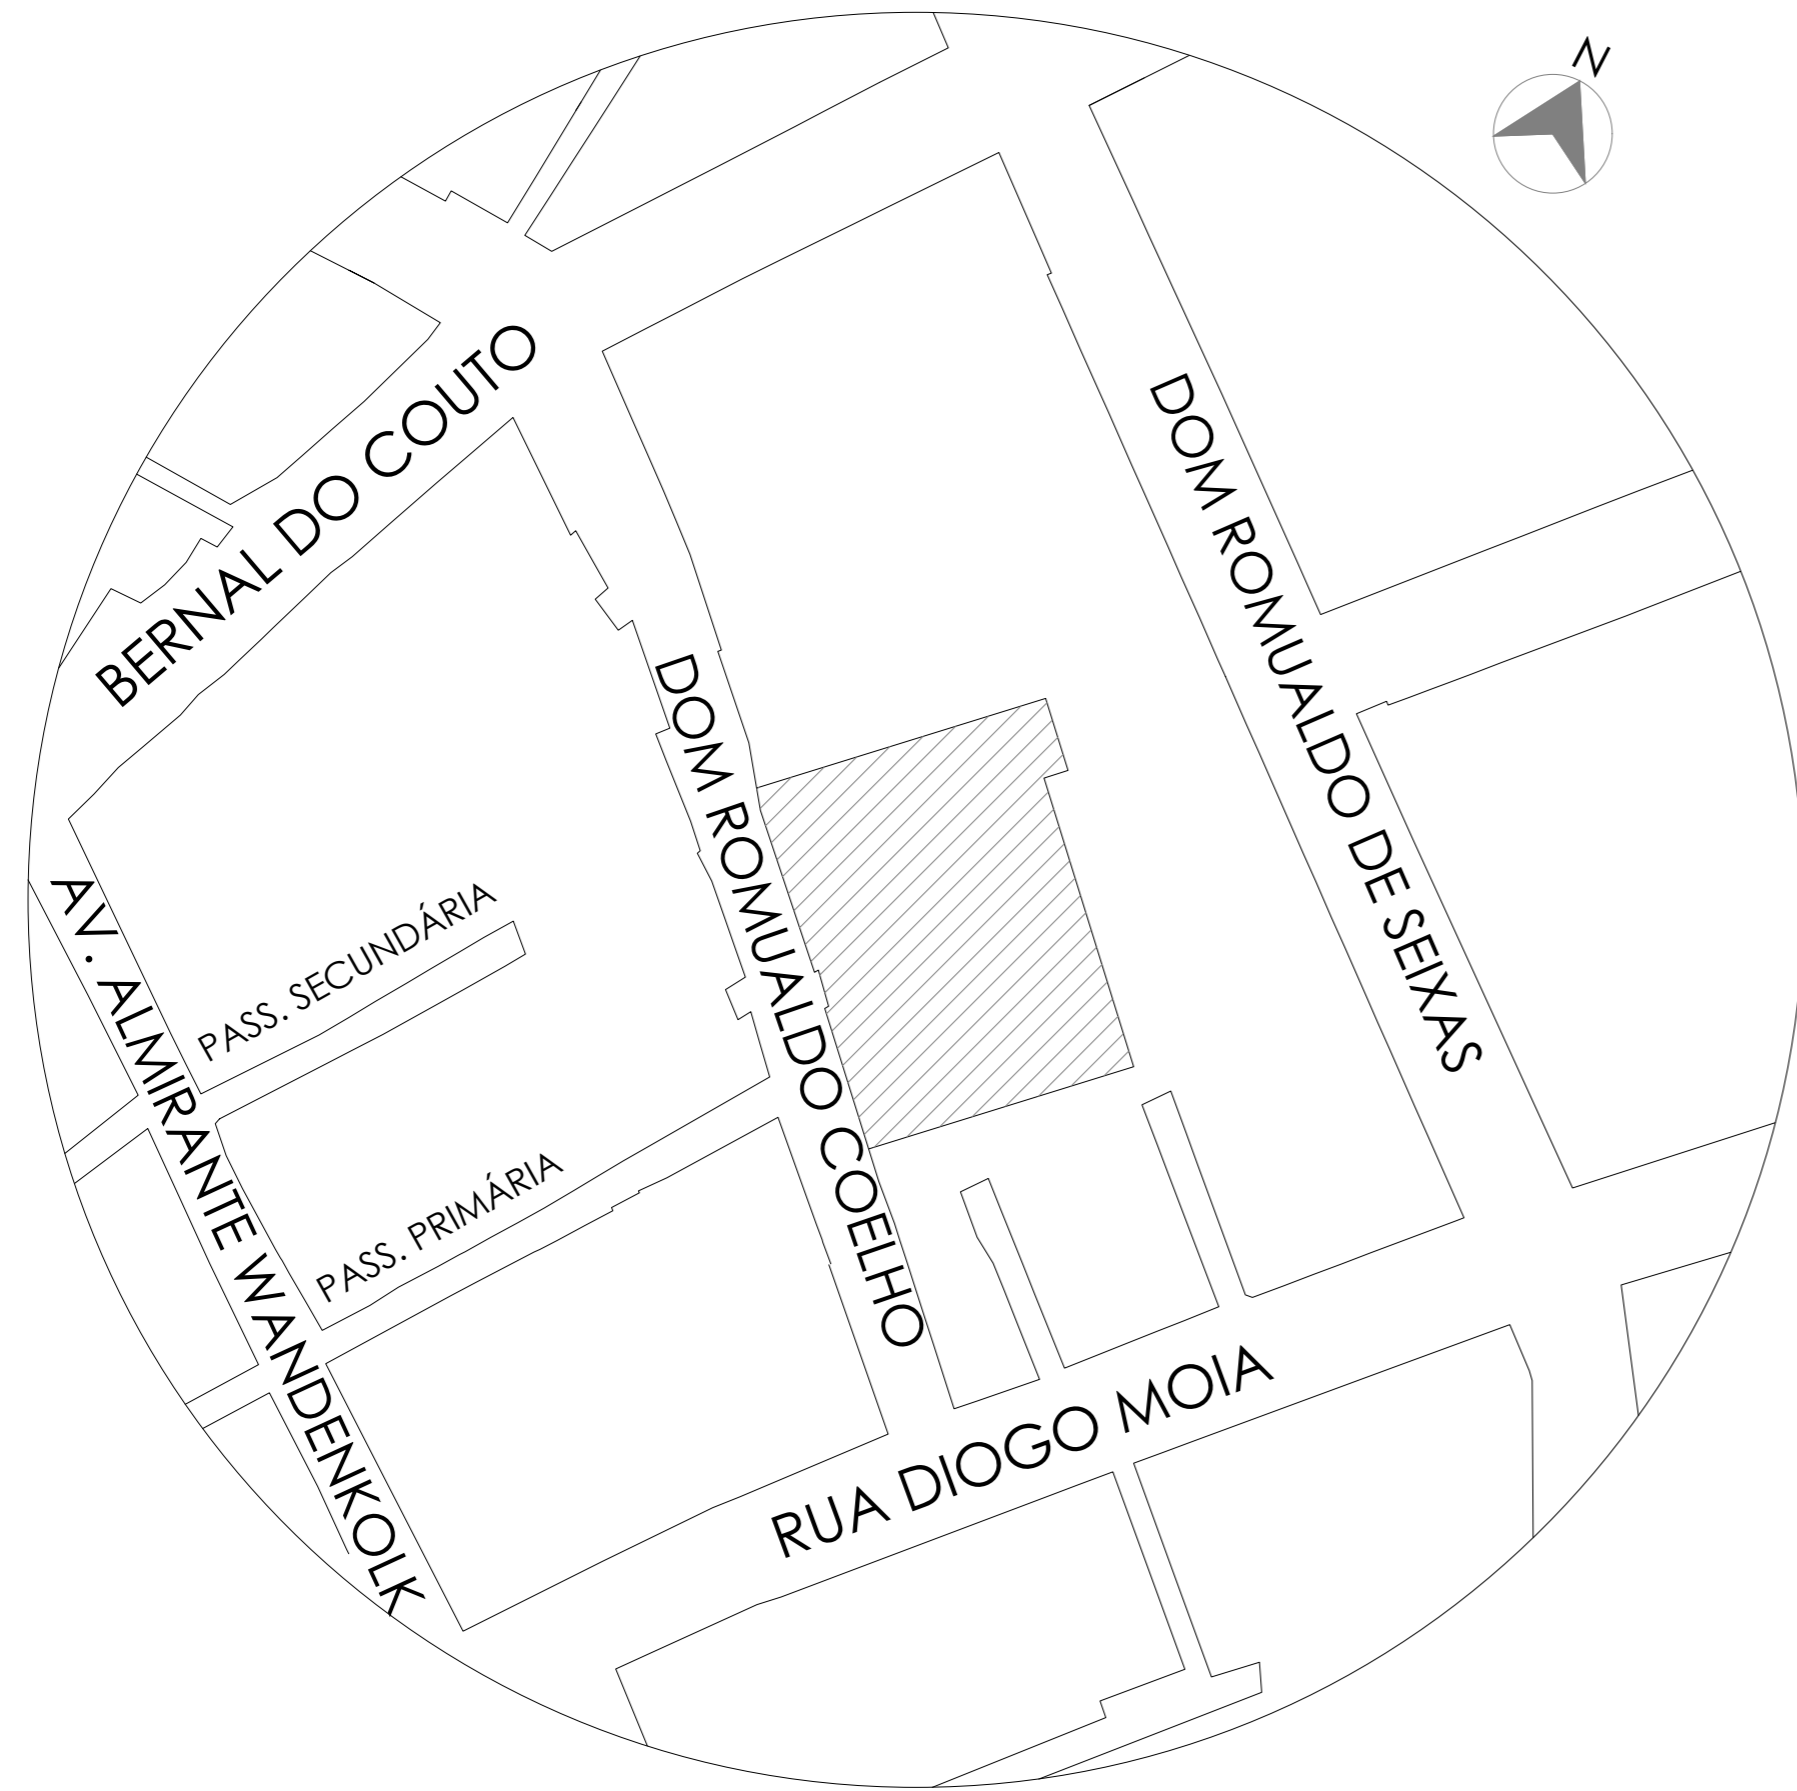 N
BERNAL DO COUTO
DOM ROMUALDO DE SEIXAS
DOM ROMUALDO COELHO
AV. ALMIRANTE WANDENKOLK
PASS. SECUNDÁRIA
PASS. PRIMÁRIA
RUA DIOGO MOIA